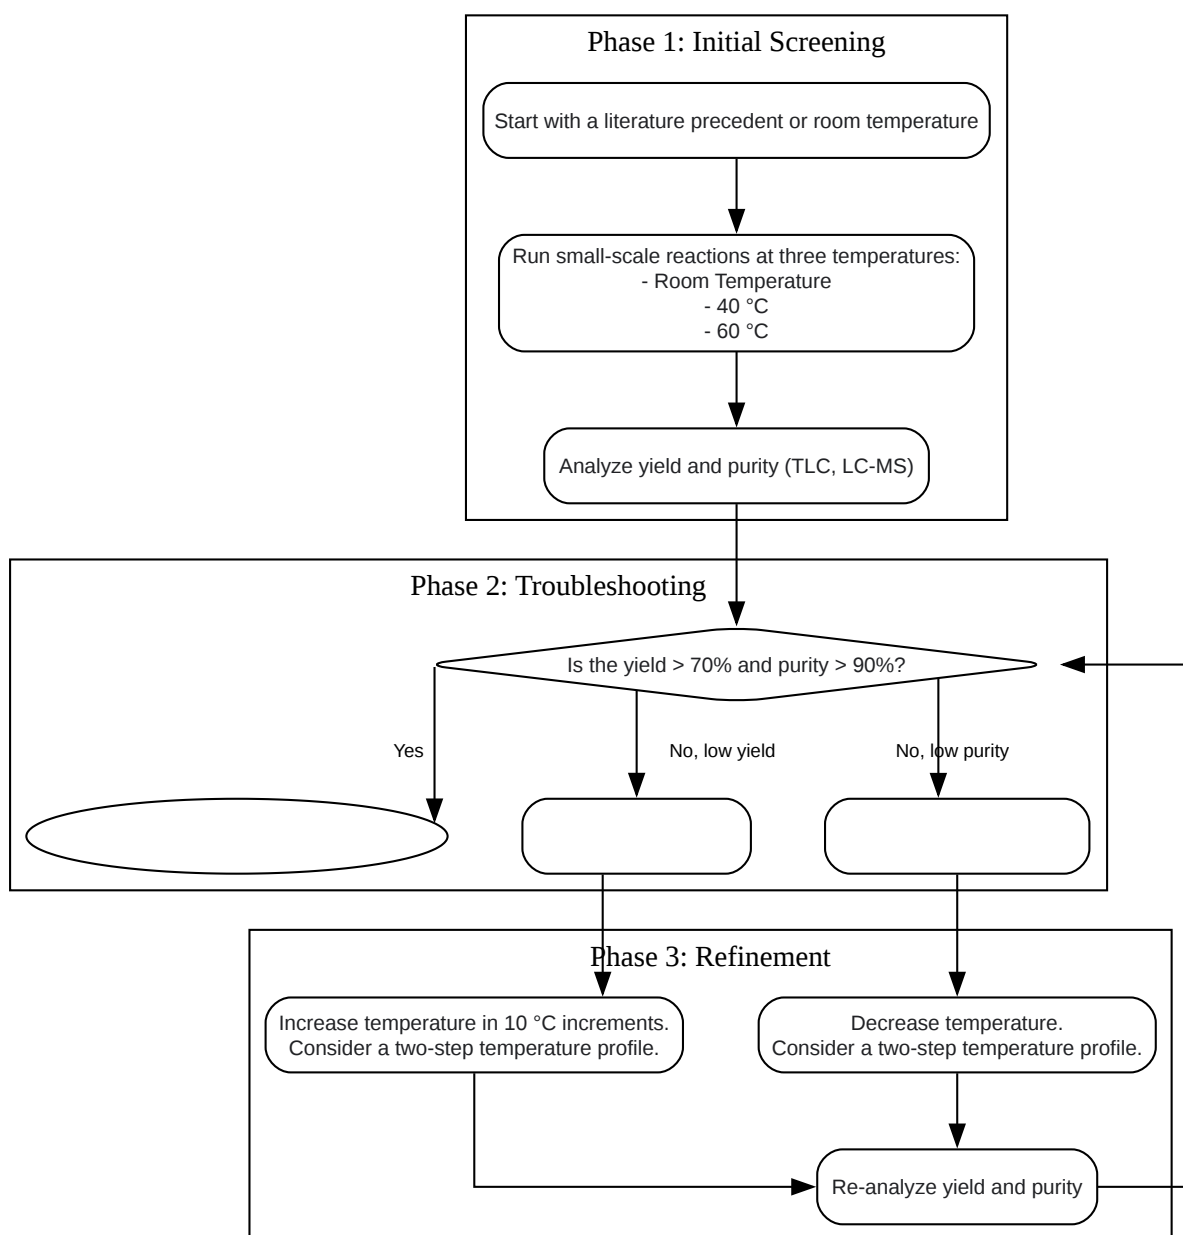 Phase 1: Initial Screening
Start with a literature precedent or room temperature
Run small-scale reactions at three temperatures:
- Room Temperature
- 40 °C
- 60 °C
Analyze yield and purity (TLC, LC-MS)
Phase 2: Troubleshooting
Is the yield > 70% and purity > 90%?
Yes
No, low yield
No, low purity
Phase 3: Refinement
Increase temperature in 10 °C increments.
Consider a two-step temperature profile.
Decrease temperature.
Consider a two-step temperature profile.
Re-analyze yield and purity